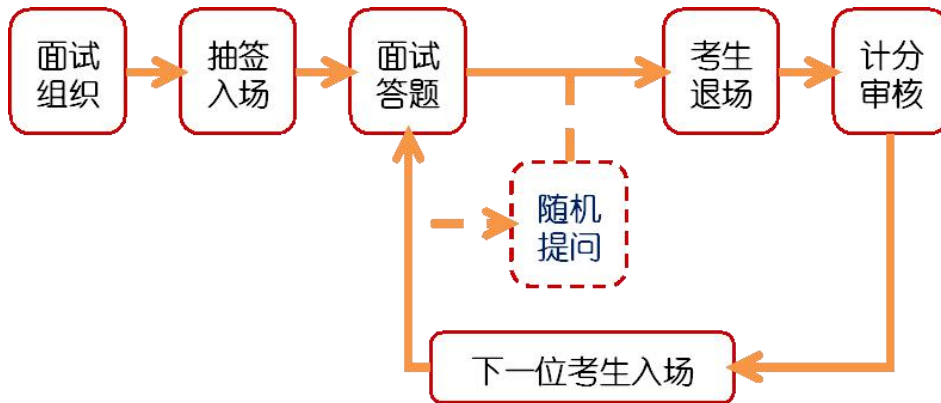 面试
组织
抽签
入场
面试
答题
考生
退场
计分
审核
随机
提问
下一位考生入场